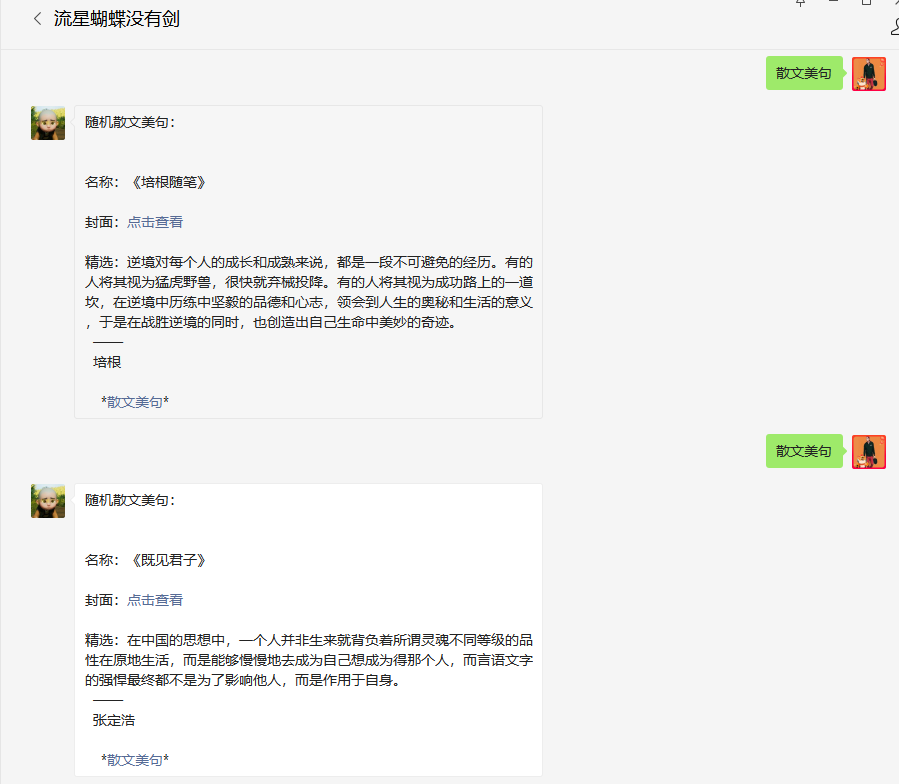 流星蝴蝶没有剑
散文美句
随机散文美句：
名称：《培根随笔》
封面：点击查看
精选：逆境对每个人的成长和成熟来说，都是一段不可避免的经历。有的
人将其视为猛虎野兽，很快就弃械投降。有的人将其视为成功路上的一道
坎，在逆境中历练中坚毅的品德和心志，领会到人生的奥秘和生活的意义
，于是在战胜逆境的同时，也创造出自己生命中美妙的奇迹。
——
培根
*散文美句*
散文美句
随机散文美句：
名称：《既见君子》
封面：点击查看
精选：在中国的思想中，一个人并非生来就背负着所谓灵魂不同等级的品
性在原地生活，而是能够慢慢地去成为自己想成为得那个人，而言语文字
的强悍最终都不是为了影响他人，而是作用于自身。
——
张定浩
*散文美句*